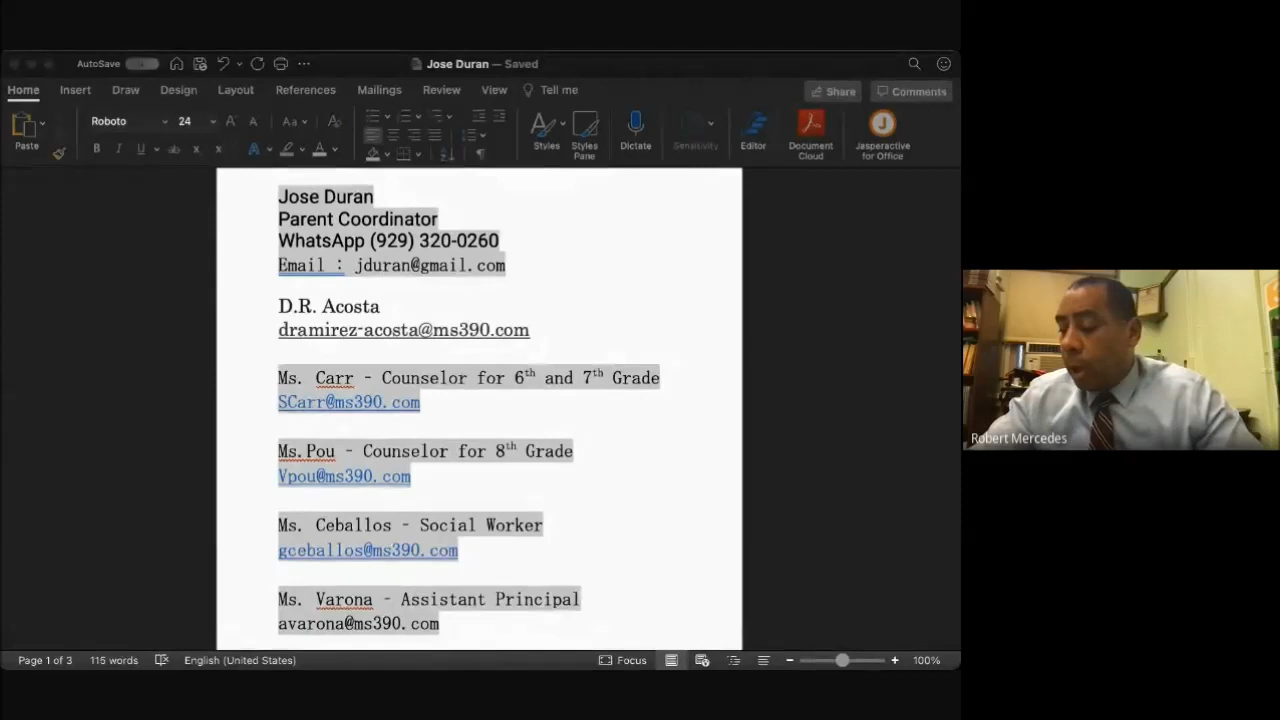 AutoSave
Jose Duran — Saved
Home Insert Draw Design Layout References Mailings Review View Tell me
Share Comments
Paste
Roboto 24
Aa
Styles
Styles Pane
Dictate
Sensitivity
Editor
Document Cloud
Jasperactive for Office
Jose Duran
Parent Coordinator
WhatsApp (929) 320-0260
Email : jduran@gmail.com
D.R. Acosta
dramirez-acosta@ms390.com
Ms. Carr - Counselor for 6th and 7th Grade
SCarr@ms390.com
Ms.Pou - Counselor for 8th Grade
Vpou@ms390.com
Ms. Ceballos - Social Worker
gceballos@ms390.com
Ms. Varona - Assistant Principal
avarona@ms390.com
Robert Mercedes
Page 1 of 3 115 words English (United States) Focus 100%